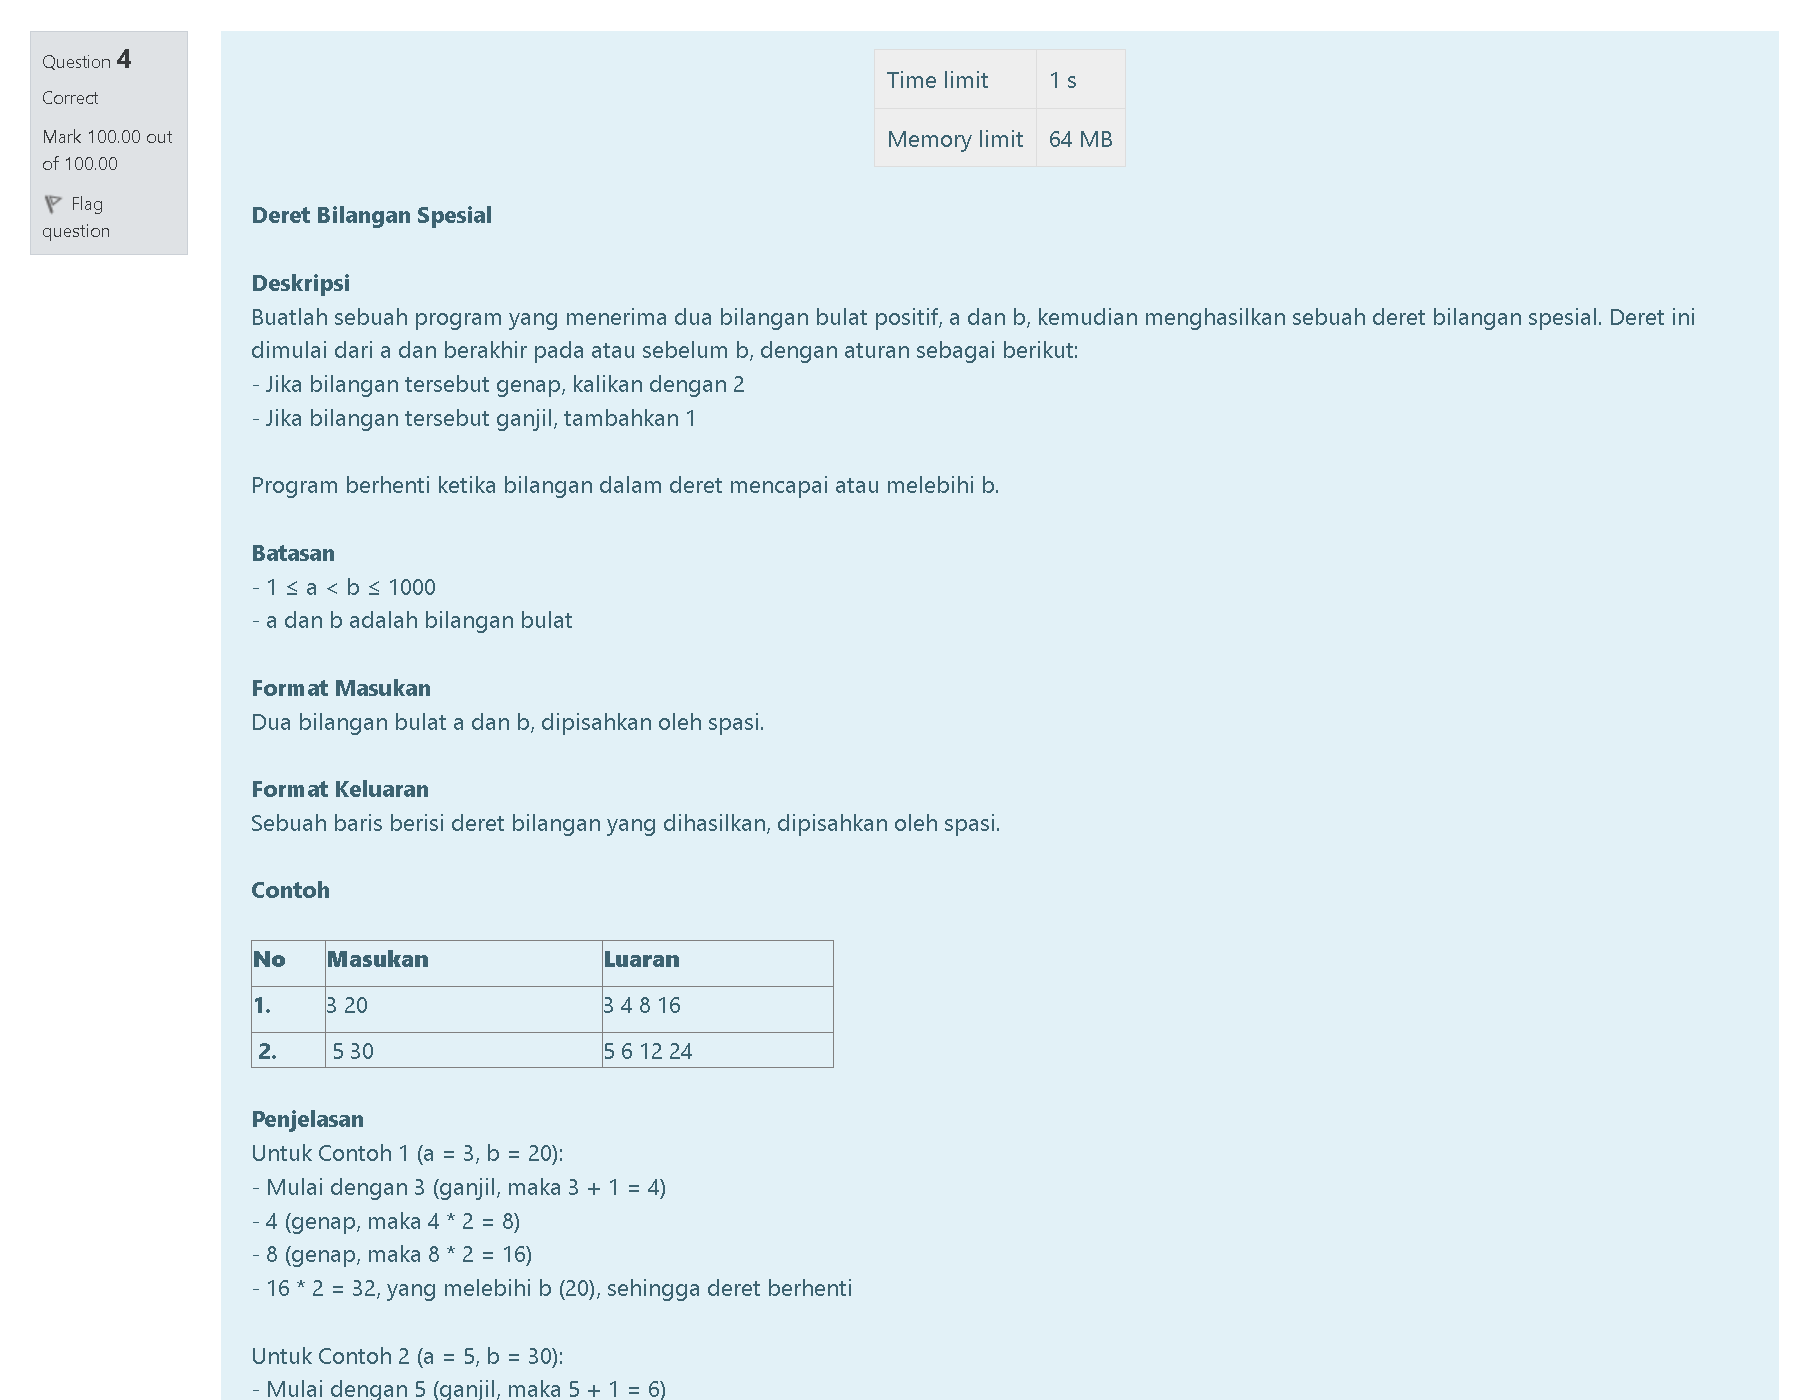 Question 4
Correct
Mark 100.00 out
of 100.00
Flag
question
Time limit 1 s
Memory limit 64 MB
Deret Bilangan Spesial
Deskripsi
Buatlah sebuah program yang menerima dua bilangan bulat positif, a dan b, kemudian menghasilkan sebuah deret bilangan spesial. Deret ini
dimulai dari a dan berakhir pada atau sebelum b, dengan aturan sebagai berikut:
- Jika bilangan tersebut genap, kalikan dengan 2
- Jika bilangan tersebut ganjil, tambahkan 1
Program berhenti ketika bilangan dalam deret mencapai atau melebihi b.
Batasan
- 1 ≤ a < b ≤ 1000
- a dan b adalah bilangan bulat
Format Masukan
Dua bilangan bulat a dan b, dipisahkan oleh spasi.
Format Keluaran
Sebuah baris berisi deret bilangan yang dihasilkan, dipisahkan oleh spasi.
Contoh
No Masukan Luaran
1. 3 20 3 4 8 16
2. 5 30 5 6 12 24
Penjelasan
Untuk Contoh 1 (a = 3, b = 20):
- Mulai dengan 3 (ganjil, maka 3 + 1 = 4)
- 4 (genap, maka 4 * 2 = 8)
- 8 (genap, maka 8 * 2 = 16)
- 16 * 2 = 32, yang melebihi b (20), sehingga deret berhenti
Untuk Contoh 2 (a = 5, b = 30):
- Mulai dengan 5 (ganjil, maka 5 + 1 = 6)